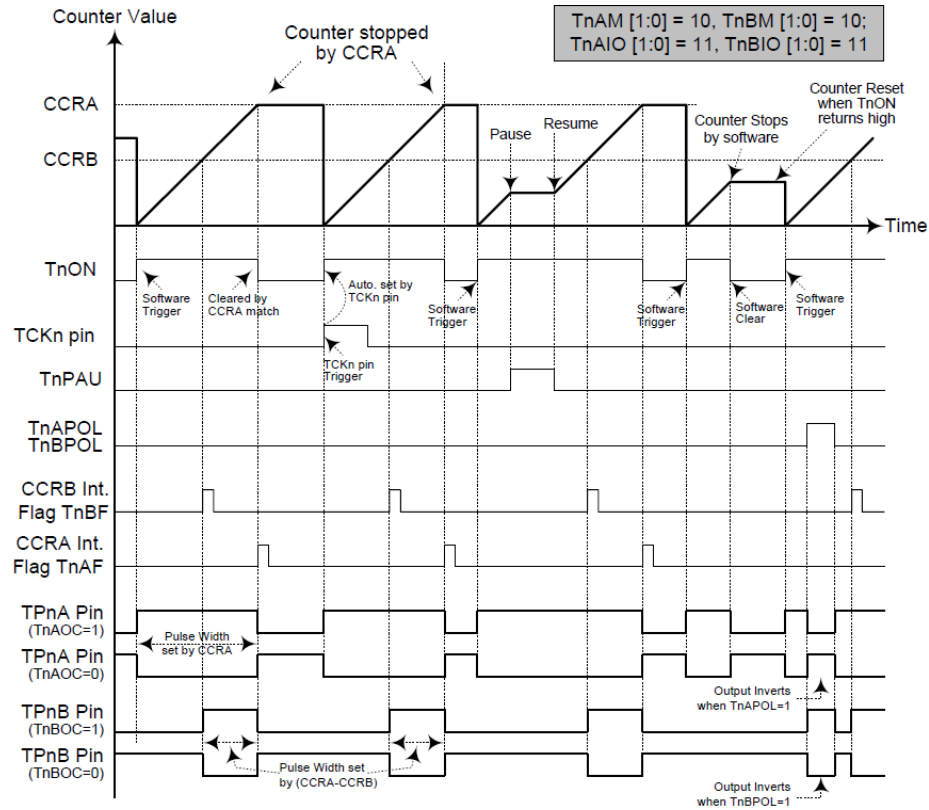 Counter Value
TnAM [1:0] = 10, TnBM [1:0] = 10;
TnAIO [1:0] = 11, TnBIO [1:0] = 11
Counter stopped
by CCRA
Counter Reset
when TnON
returns high
CCRA
Resume
Pause
Counter Stops
by software
CCRB
Time
TnON
Software
Trigger
Cleared by
CCRA match
Auto. set by
TCKn pin
Software
Trigger
Software
Trigger
Software
Clear
Software
Trigger
TCKn pin
TCKn pin
Trigger
TnPAU
TnAPOL
TnBPOL
CCRB Int.
Flag TnBF
CCRA Int.
Flag TnAF
TPnA Pin
(TnAOC=1)
Pulse Width
set by CCRA
TPnA Pin
(TnAOC=0)
Output Inverts
when TnAPOL=1
TPnB Pin
(TnBOC=1)
TPnB Pin
(TnBOC=0)
Pulse Width set
by (CCRA-CCRB)
Output Inverts
when TnBPOL=1